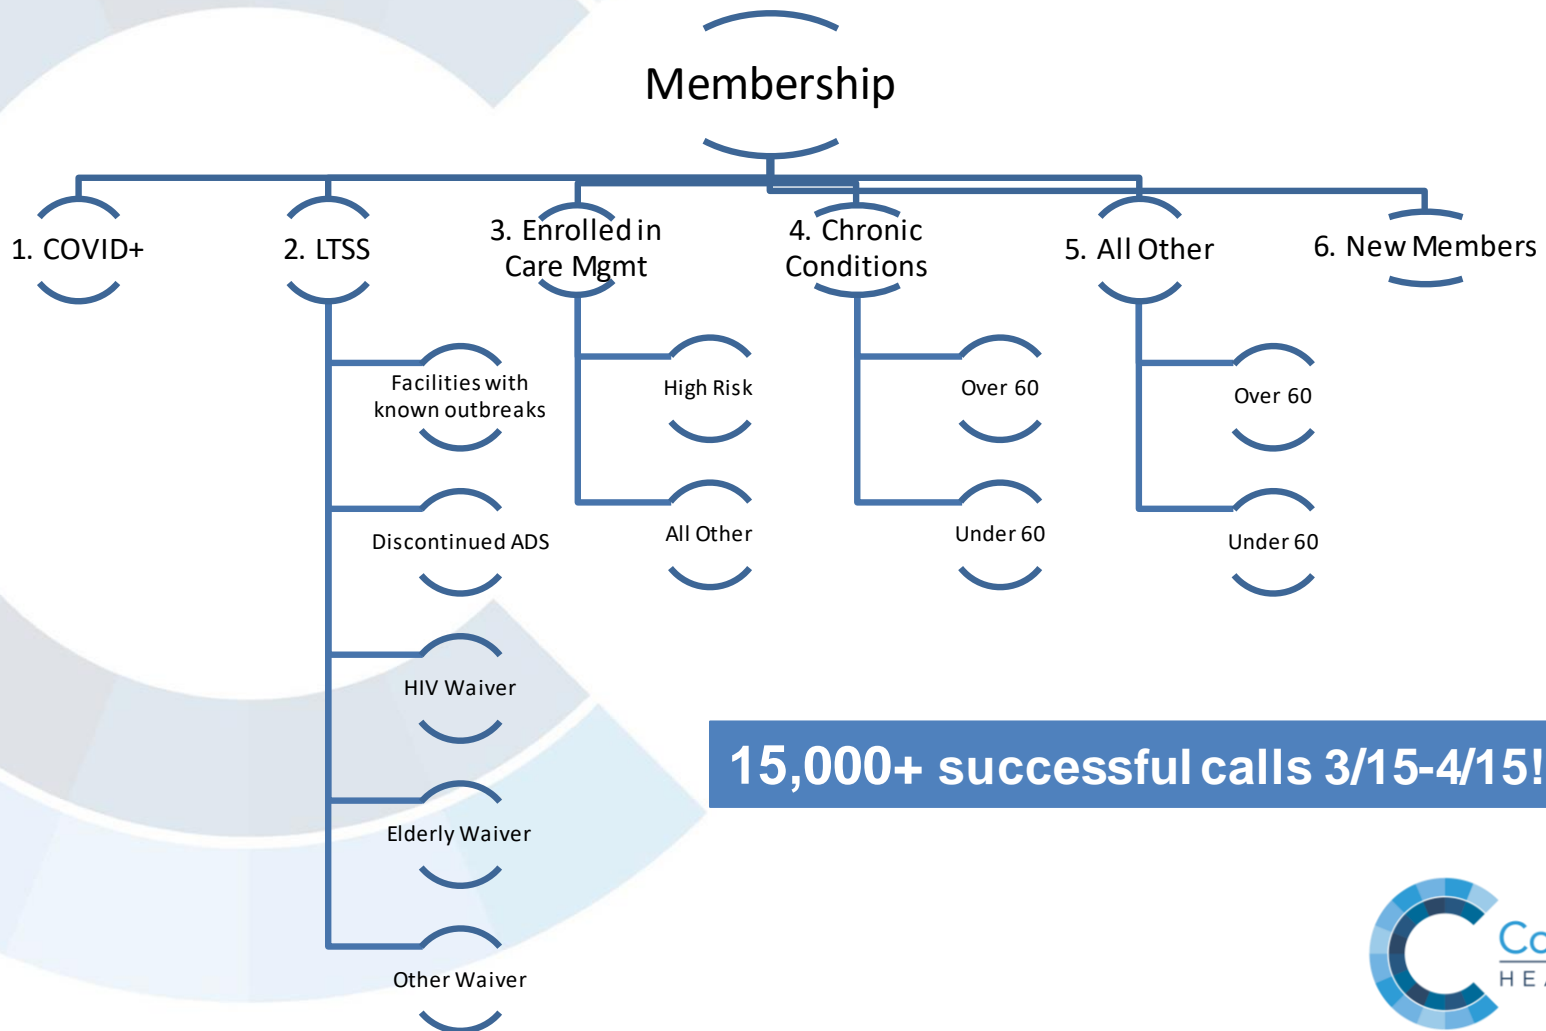 Membership
1. COVID+
2. LTSS
3. Enrolled in
Care Mgmt
4. Chronic
Conditions
5. All Other
6. New Members
Facilities with
known outbreaks
Discontinued ADS
HIV Waiver
Elderly Waiver
Other Waiver
High Risk
All Other
Over 60
Under 60
Over 60
Under 60
15,000+ successful calls 3/15-4/15!